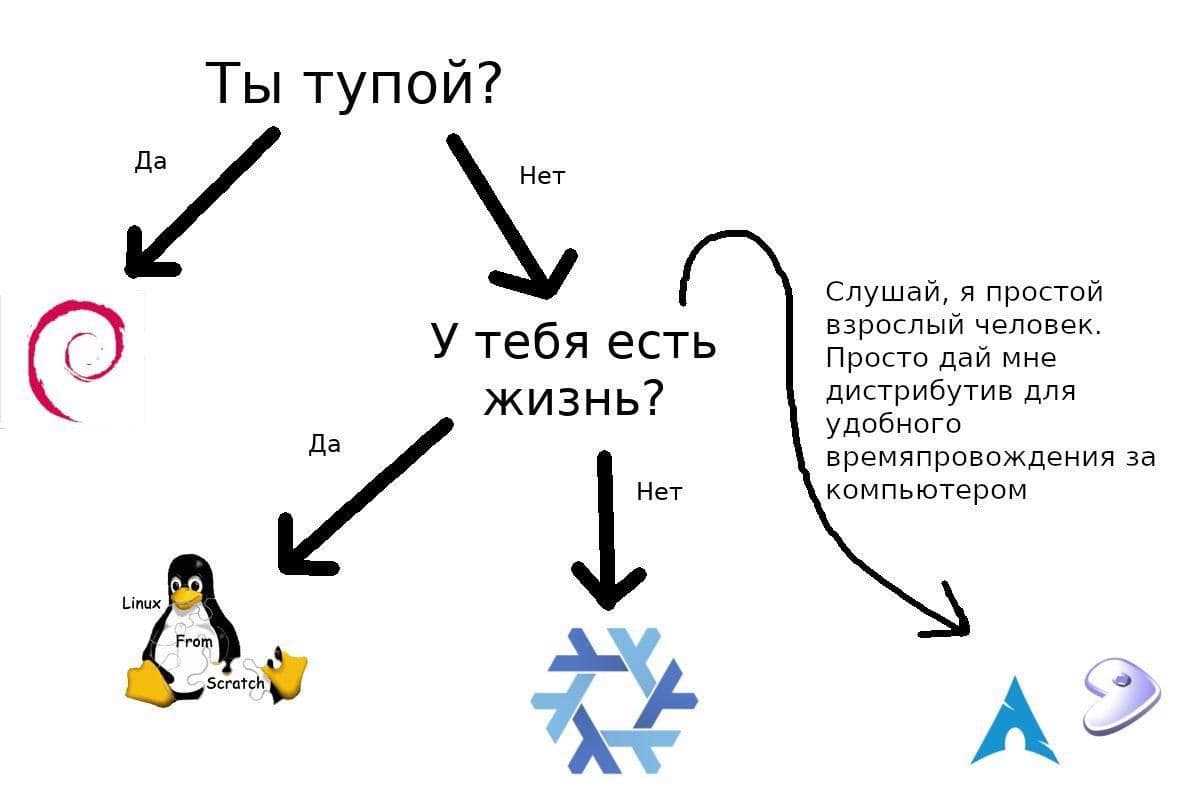 Ты тупой?
Да
Нет
Слушай, я простой
взрослый человек.
Просто дай мне
дистрибутив для
удобного
времяпровождения за
компьютером
У тебя есть
жизнь?
Да
Нет
Linux
From
Scratch